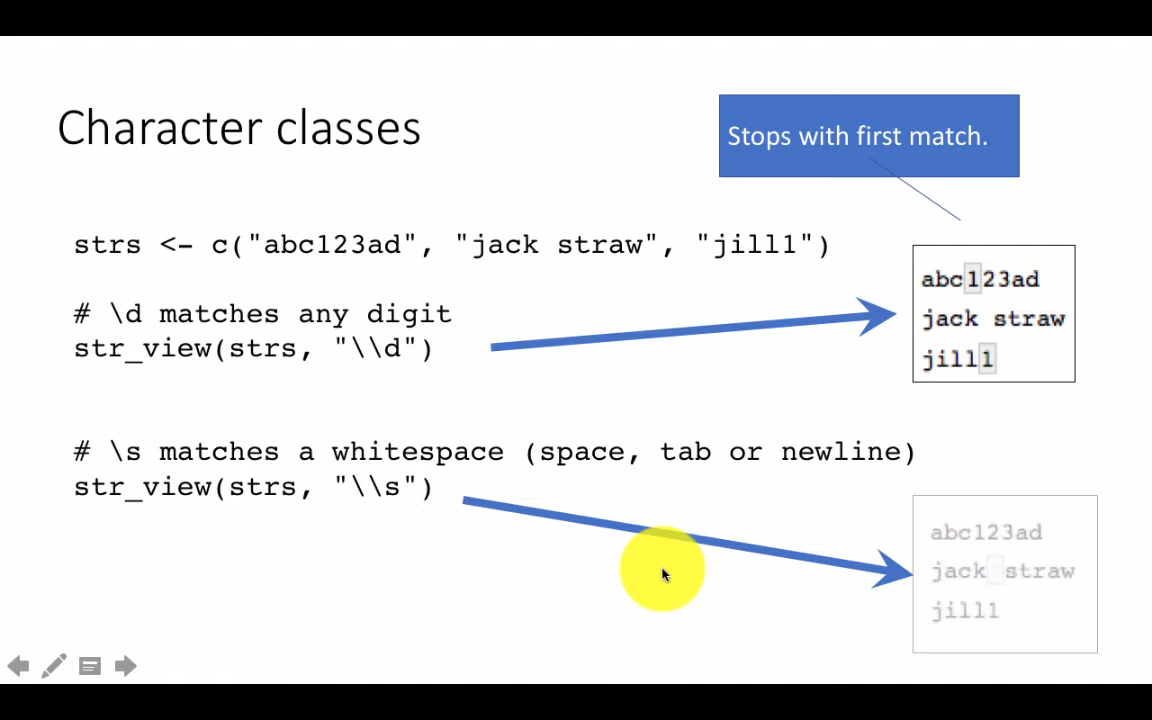 Character classes
Stops with first match.
strs <- c("abc123ad", "jack straw", "jill1")
# \d matches any digit
str_view(strs, "\\d")
abc123ad
jack straw
jill1
# \s matches a whitespace (space, tab or newline)
str_view(strs, "\\s")
abc123ad
jack straw
jill1